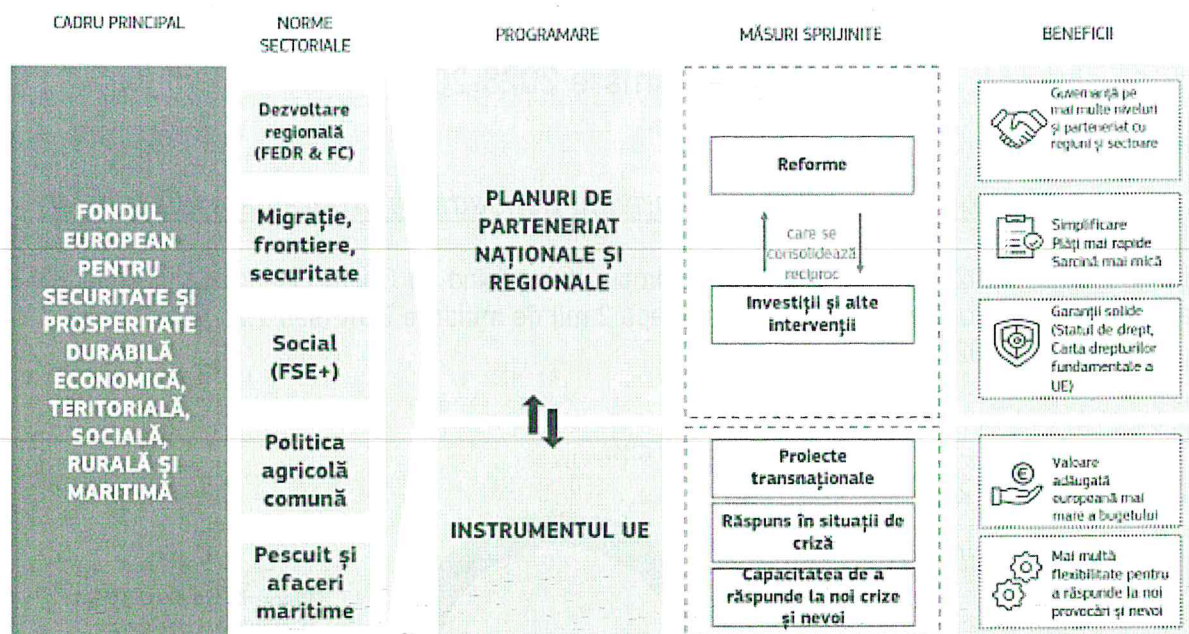 CADRU PRINCIPAL
NORME
SECTORIALE
PROGRAMARE
MĂSURI SPRIJINITE
BENEFICII
FONDUL
EUROPEAN
PENTRU
SECURITATE ȘI
PROSPERITATE
DURABILĂ
ECONOMICĂ,
TERITORIALĂ,
SOCIALĂ,
RURALĂ ȘI
MARITIMĂ
Dezvoltare
regională
(FEDR & FC)
Migrație,
frontiere,
securitate
Social
(FSE+)
Politica
agricolă
comună
Pescuit și
afaceri
maritime
PLANURI DE
PARTENERIAT
NAȚIONALE ȘI
REGIONALE
INSTRUMENTUL UE
Reforme
care se
consolidează
reciproc
Investiții și alte
intervenții
Proiecte
transnaționale
Răspuns în situații de
criză
Capacitatea de a
răspunde la noi crize
și nevoi
Guvernanță pe
mai multe niveluri
și parteneriat cu
regiuni și sectoare
Simplificare
Plăți mai rapide
Sarcină mai mică
Garanții solide
(Statul de drept,
Carta drepturilor
fundamentale a
UE)
Valoare
adăugată
europeană mai
mare a bugetului
Mai multă
flexibilitate pentru
a răspunde la noi
provocări și nevoi